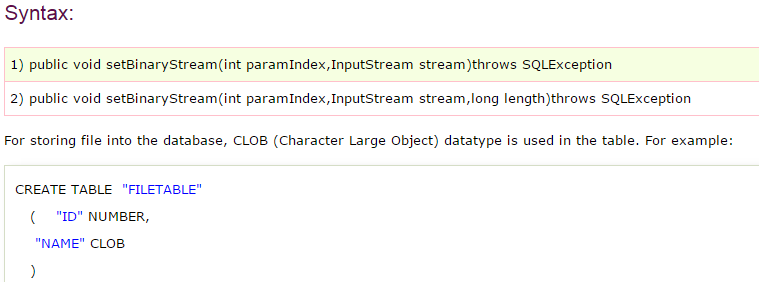 Syntax:
1) public void setBinaryStream(int paramIndex,InputStream stream)throws SQLException
2) public void setBinaryStream(int paramIndex,InputStream stream,long length)throws SQLException
For storing file into the database, CLOB (Character Large Object) datatype is used in the table. For example:
CREATE TABLE  "FILETABLE"
(    "ID" NUMBER,
"NAME" CLOB
)